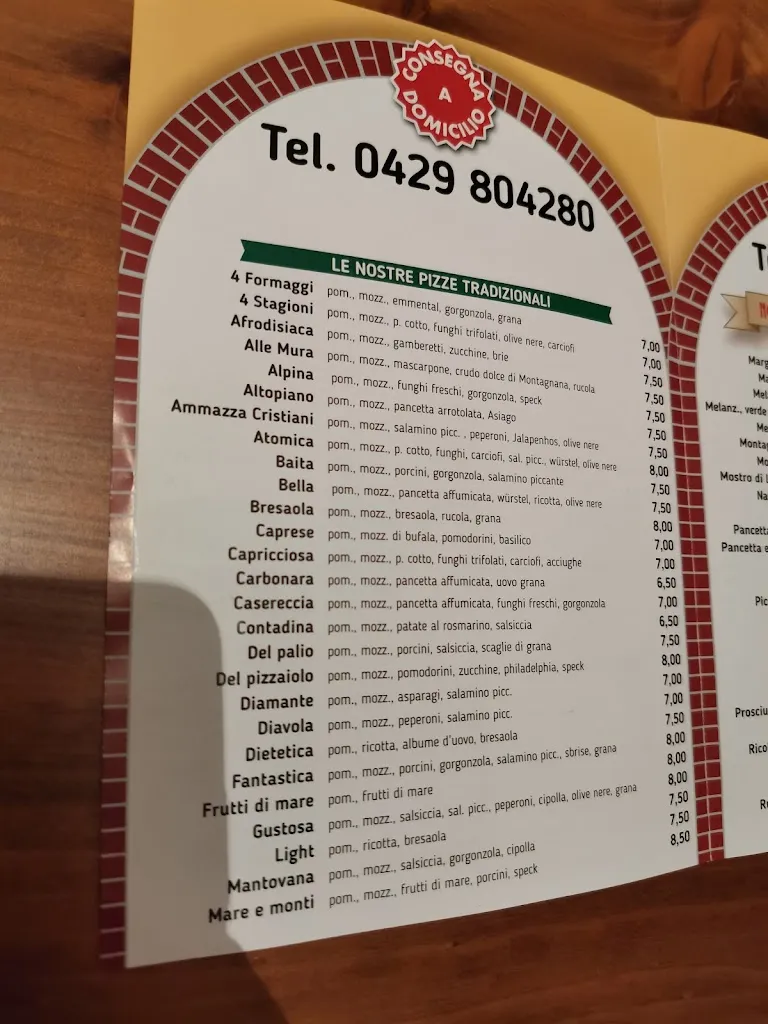 CONSEGNA A DOMICILIO
Tel. 0429 804280
LE NOSTRE PIZZE TRADIZIONALI
4 Formaggi pom., mozz., emmental, gorgonzola, grana 7,00
4 Stagioni pom., mozz., p. cotto, funghi trifolati, olive nere, carciofi 7,00
Afrodisiaca pom., mozz., gamberetti, zucchine, brie 7,50
Alle Mura pom., mozz., mascarpone, crudo dolce di Montagnana, rucola 7,50
Alpina pom., mozz., funghi freschi, gorgonzola, speck 7,50
Altopiano pom., mozz., pancetta arrotolata, Asiago 7,50
Ammazza Cristiani pom., mozz., salamino picc. , peperoni, Jalapenhos, olive nere 7,50
Atomica pom., mozz., p. cotto, funghi, carciofi, sal. picc., würstel, olive nere 8,00
Baita pom., mozz., porcini, gorgonzola, salamino piccante 7,50
Bella pom., mozz., pancetta affumicata, würstel, ricotta, olive nere 7,50
Bresaola pom., mozz., bresaola, rucola, grana 8,00
Caprese pom., mozz. di bufala, pomodorini, basilico 7,00
Capricciosa pom., mozz., p. cotto, funghi trifolati, carciofi, acciughe 7,00
Carbonara pom., mozz., pancetta affumicata, uovo grana 6,50
Casereccia pom., mozz., pancetta affumicata, funghi freschi, gorgonzola 7,00
Contadina pom., mozz., patate al rosmarino, salsiccia 6,50
Del palio pom., mozz., porcini, salsiccia, scaglie di grana 7,50
Del pizzaiolo pom., mozz., pomodorini, zucchine, philadelphia, speck 8,00
Diamante pom., mozz., asparagi, salamino picc. 7,00
Diavola pom., mozz., peperoni, salamino picc. 7,00
Dietetica pom., ricotta, albume d'uovo, bresaola 7,50
Fantastica pom., mozz., porcini, gorgonzola, salamino picc., sbrise, grana 8,00
Frutti di mare pom., frutti di mare 8,00
Gustosa pom., mozz., salsiccia, sal. picc., peperoni, cipolla, olive nere, grana 8,00
Light pom., ricotta, bresaola 7,50
Mantovana pom., mozz., salsiccia, gorgonzola, cipolla 7,50
Mare e monti pom., mozz., frutti di mare, porcini, speck 8,50
Melanz., verde
Mostro di
Pancetta e